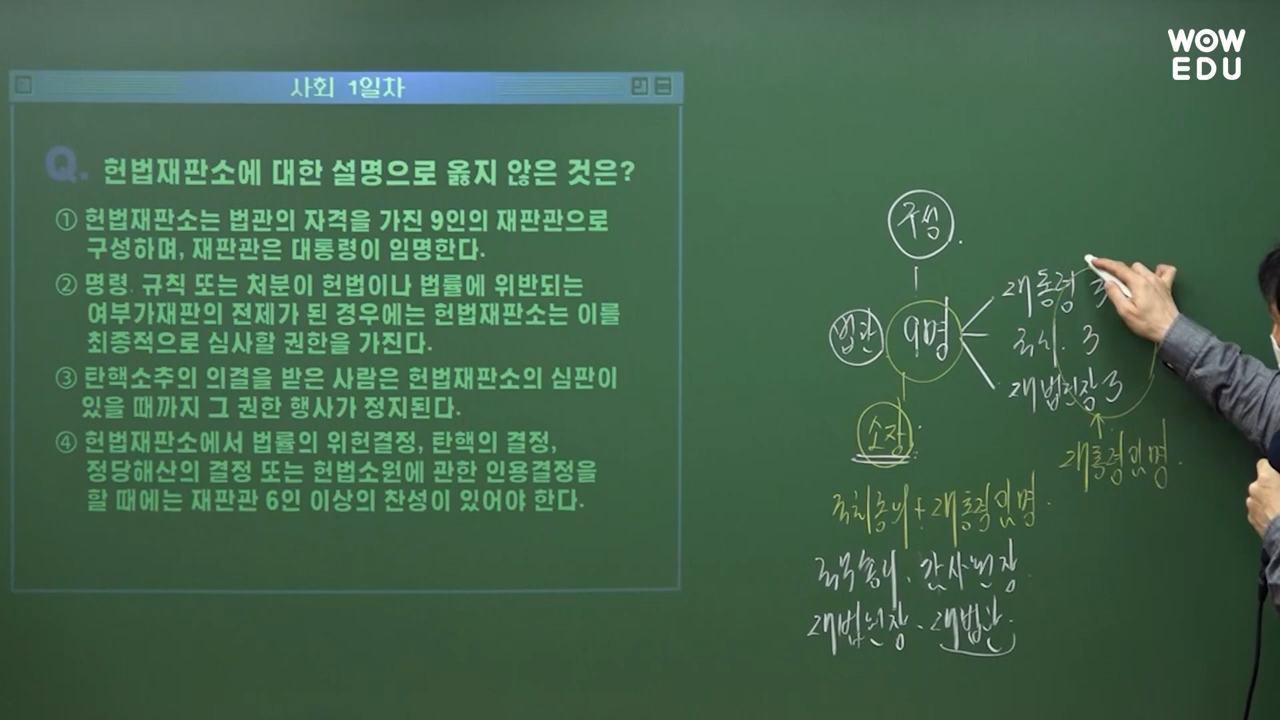 WOW
EDU
사회 1일차
Q. 헌법재판소에 대한 설명으로 옳지 않은 것은?
① 헌법재판소는 법관의 자격을 가진 9인의 재판관으로
구성하며, 재판관은 대통령이 임명한다.
② 명령. 규칙 또는 처분이 헌법이나 법률에 위반되는
여부가재판의 전제가 된 경우에는 헌법재판소는 이를
최종적으로 심사할 권한을 가진다.
③ 탄핵소추의 의결을 받은 사람은 헌법재판소의 심판이
있을 때까지 그 권한 행사가 정지된다.
④ 헌법재판소에서 법률의 위헌결정, 탄핵의 결정,
정당해산의 결정 또는 헌법소원에 관한 인용결정을
할 때에는 재판관 6인 이상의 찬성이 있어야 한다.
구성.
법관 9명
대통령 3
3
대법원장 3
소장.
대통령임명.
+ 대통령임명.
국무총리. 감사원장.
대법원장. 대법관.